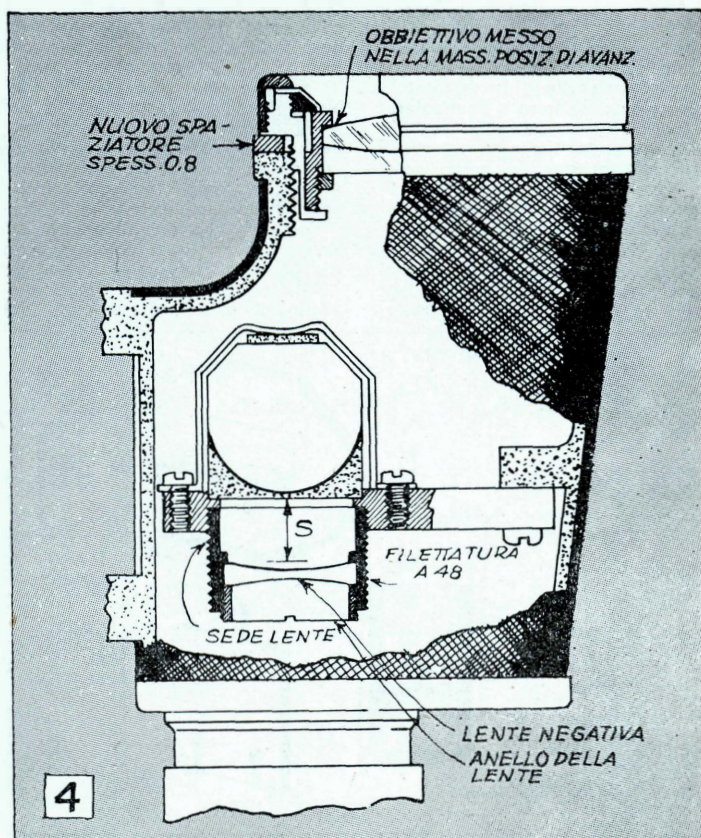 OBBIETTIVO MESSO
NELLA MASS. POSIZ. DI AVANZ.
NUOVO SPA-
ZIATORE
SPESS. 0.8
S
FILETTATURA
A 48
SEDE LENTE
LENTE NEGATIVA
ANELLO DELLA
LENTE
4